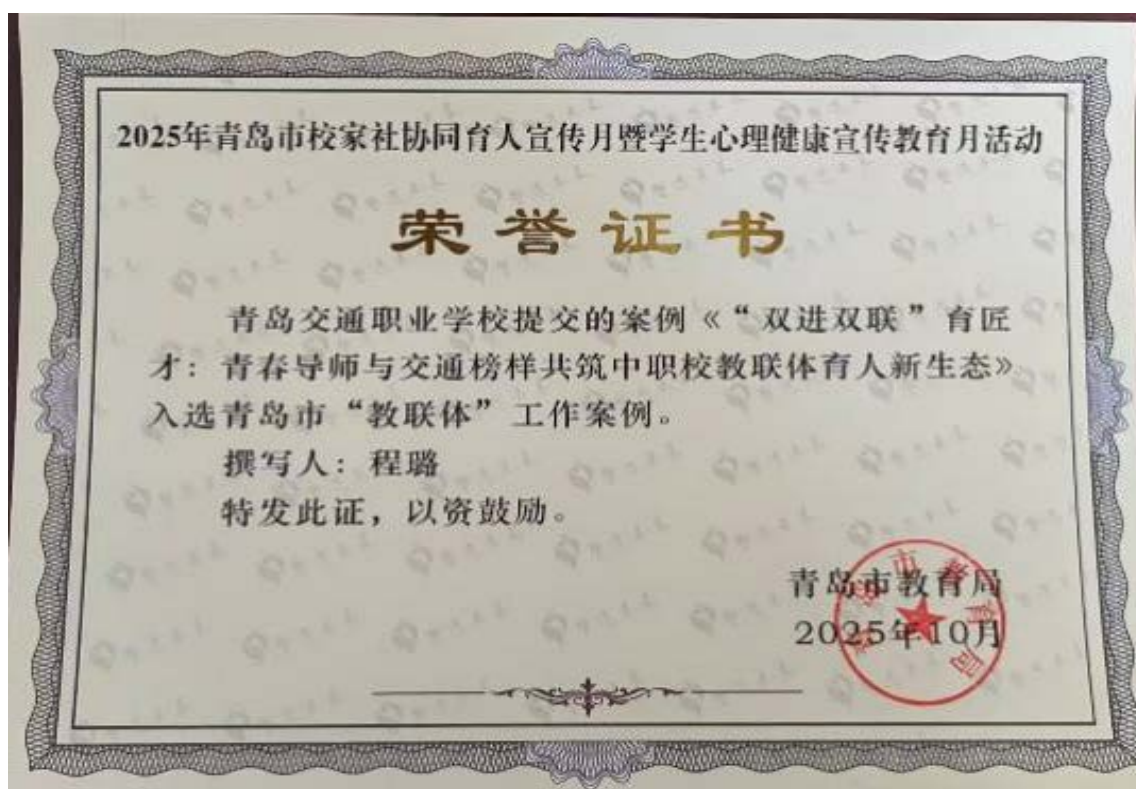 2025年青岛市校家社协同育人宣传月暨学生心理健康宣传教育月活动
荣誉证书
青岛交通职业学校提交的案例《“双进双联”育匠
才：青春导师与交通榜样共筑中职校教联体育人新生态》
入选青岛市“教联体”工作案例。
撰写人：程璐
特发此证，以资鼓励。
青岛市教育局
2025年10月
青岛市教育局